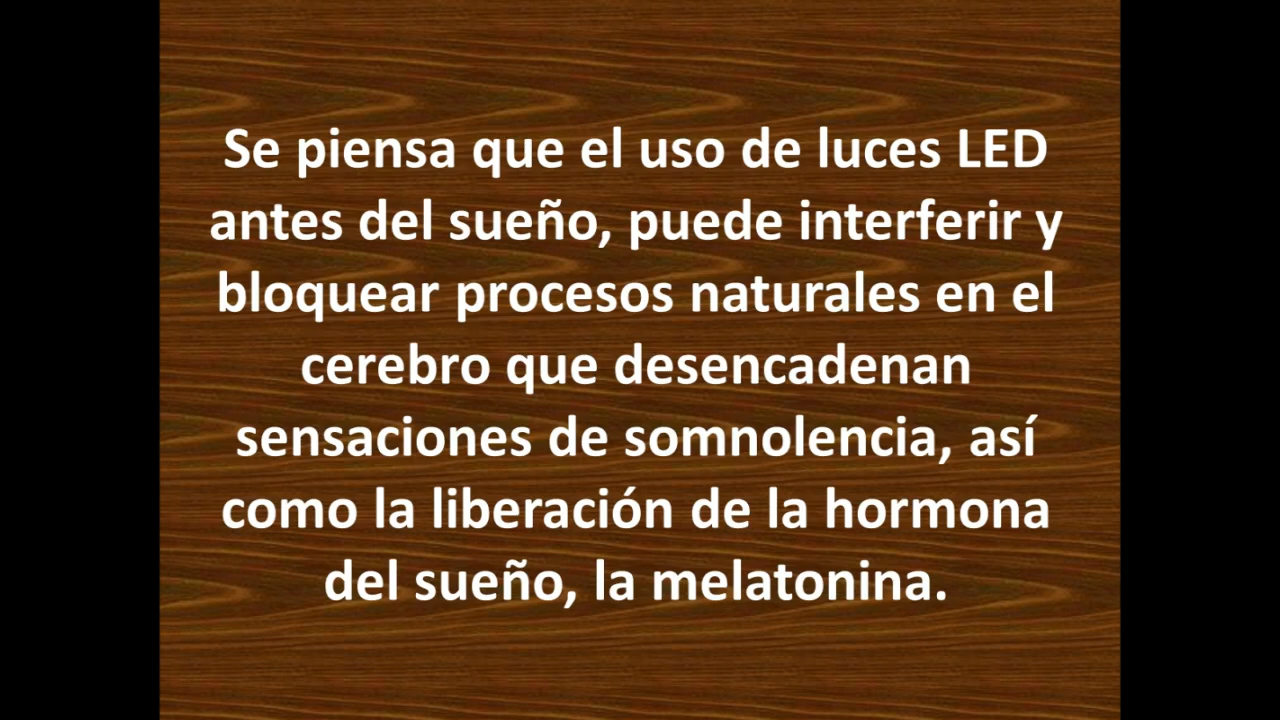 Se piensa que el uso de luces LED
antes del sueño, puede interferir y
bloquear procesos naturales en el
cerebro que desencadenan
sensaciones de somnolencia, así
como la liberación de la hormona
del sueño, la melatonina.